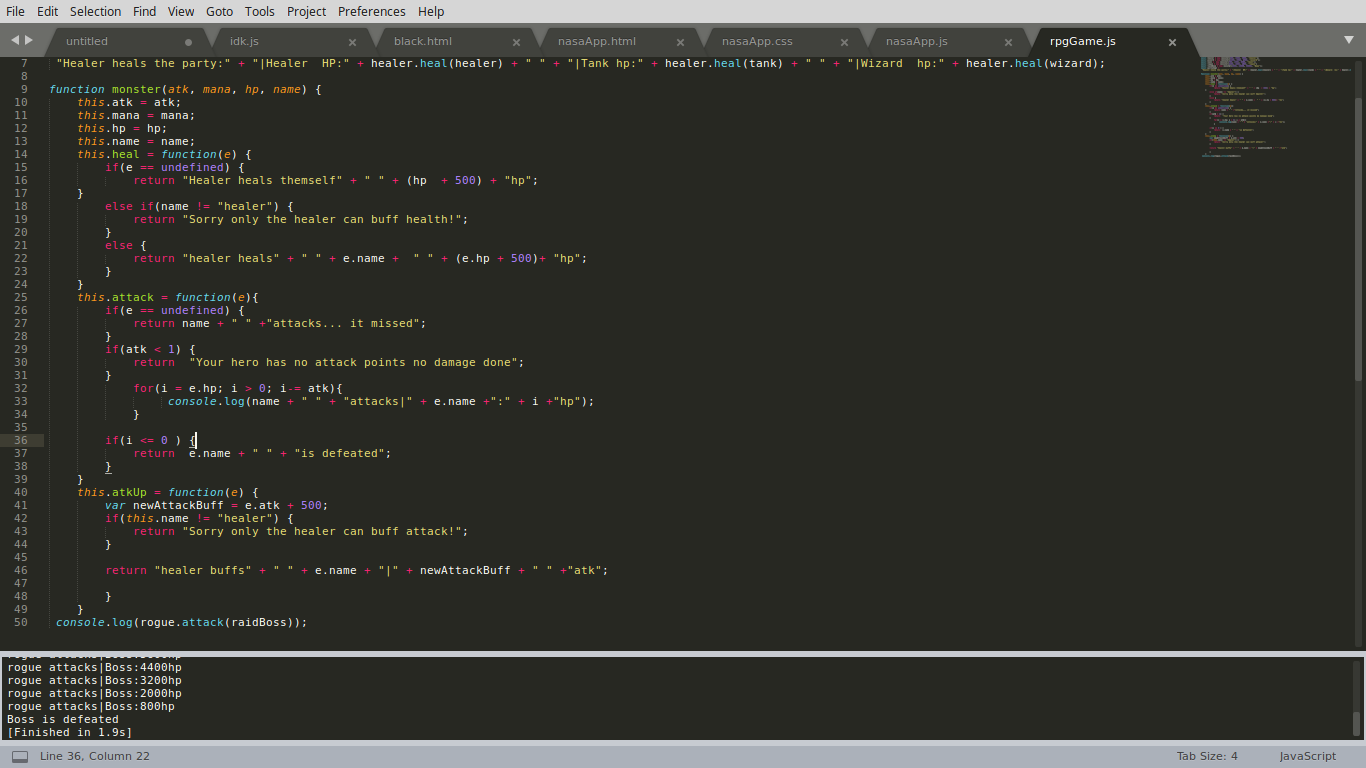 File Edit Selection Find View Goto Tools Project Preferences Help
untitled idk.js black.html nasaApp.html nasaApp.css nasaApp.js rpgGame.js
7 "Healer heals the party:" + "|Healer  HP:" + healer.heal(healer) + " " + "|Tank hp:" + healer.heal(tank) + " " + "|Wizard  hp:" + healer.heal(wizard);
8
9 function monster(atk, mana, hp, name) {
10 this.atk = atk;
11 this.mana = mana;
12 this.hp = hp;
13 this.name = name;
14 this.heal = function(e) {
15 if(e == undefined) {
16 return "Healer heals themself" + " " + (hp  + 500) + "hp";
17 }
18 else if(name != "healer") {
19 return "Sorry only the healer can buff health!";
20 }
21 else {
22 return "healer heals" + " " + e.name +  " " + (e.hp + 500)+ "hp";
23 }
24 }
25 this.attack = function(e){
26 if(e == undefined) {
27 return name + " " +"attacks... it missed";
28 }
29 if(atk < 1) {
30 return  "Your hero has no attack points no damage done";
31 }
32 for(i = e.hp; i > 0; i-= atk){
33 console.log(name + " " + "attacks|" + e.name +":" + i +"hp");
34 }
35
36 if(i <= 0 ) {
37 return  e.name + " " + "is defeated";
38 }
39 }
40 this.atkUp = function(e) {
41 var newAttackBuff = e.atk + 500;
42 if(this.name != "healer") {
43 return "Sorry only the healer can buff attack!";
44 }
45
46 return "healer buffs" + " " + e.name + "|" + newAttackBuff + " " +"atk";
47
48 }
49 }
50 console.log(rogue.attack(raidBoss));
rogue attacks|Boss:4400hp
rogue attacks|Boss:3200hp
rogue attacks|Boss:2000hp
rogue attacks|Boss:800hp
Boss is defeated
[Finished in 1.9s]
Line 36, Column 22 Tab Size: 4 JavaScript